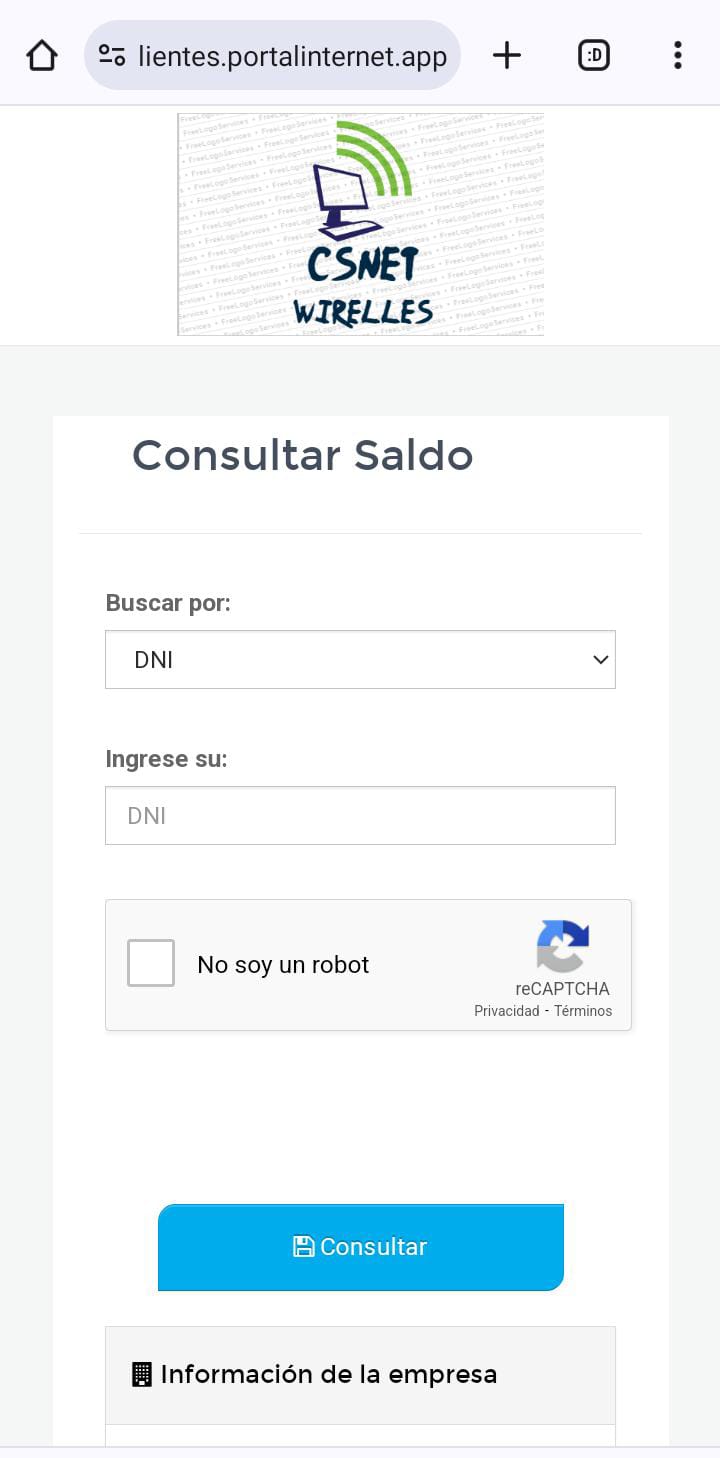 lientes.portalinternet.app
:D
CSNET
WIRELLES
Consultar Saldo
Buscar por:
DNI
Ingrese su:
DNI
No soy un robot
reCAPTCHA
Privacidad - Términos
Consultar
Información de la empresa